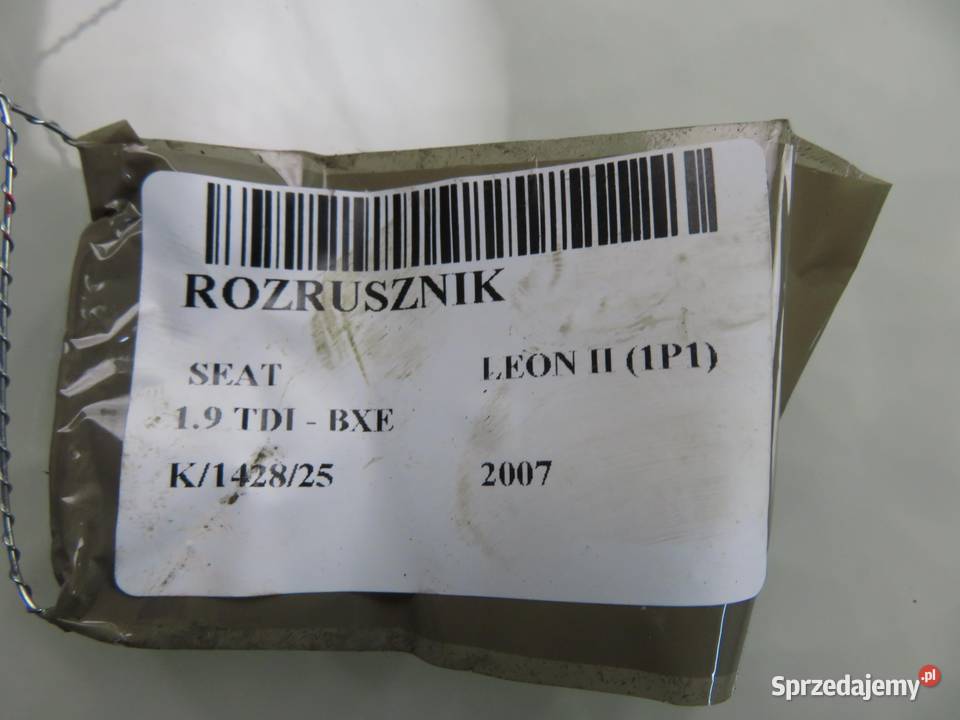 ROZRUSZNIK
SEAT LEON II (1P1)
1.9 TDI - BXE
K/1428/25 2007
Sprzedajemy.pl